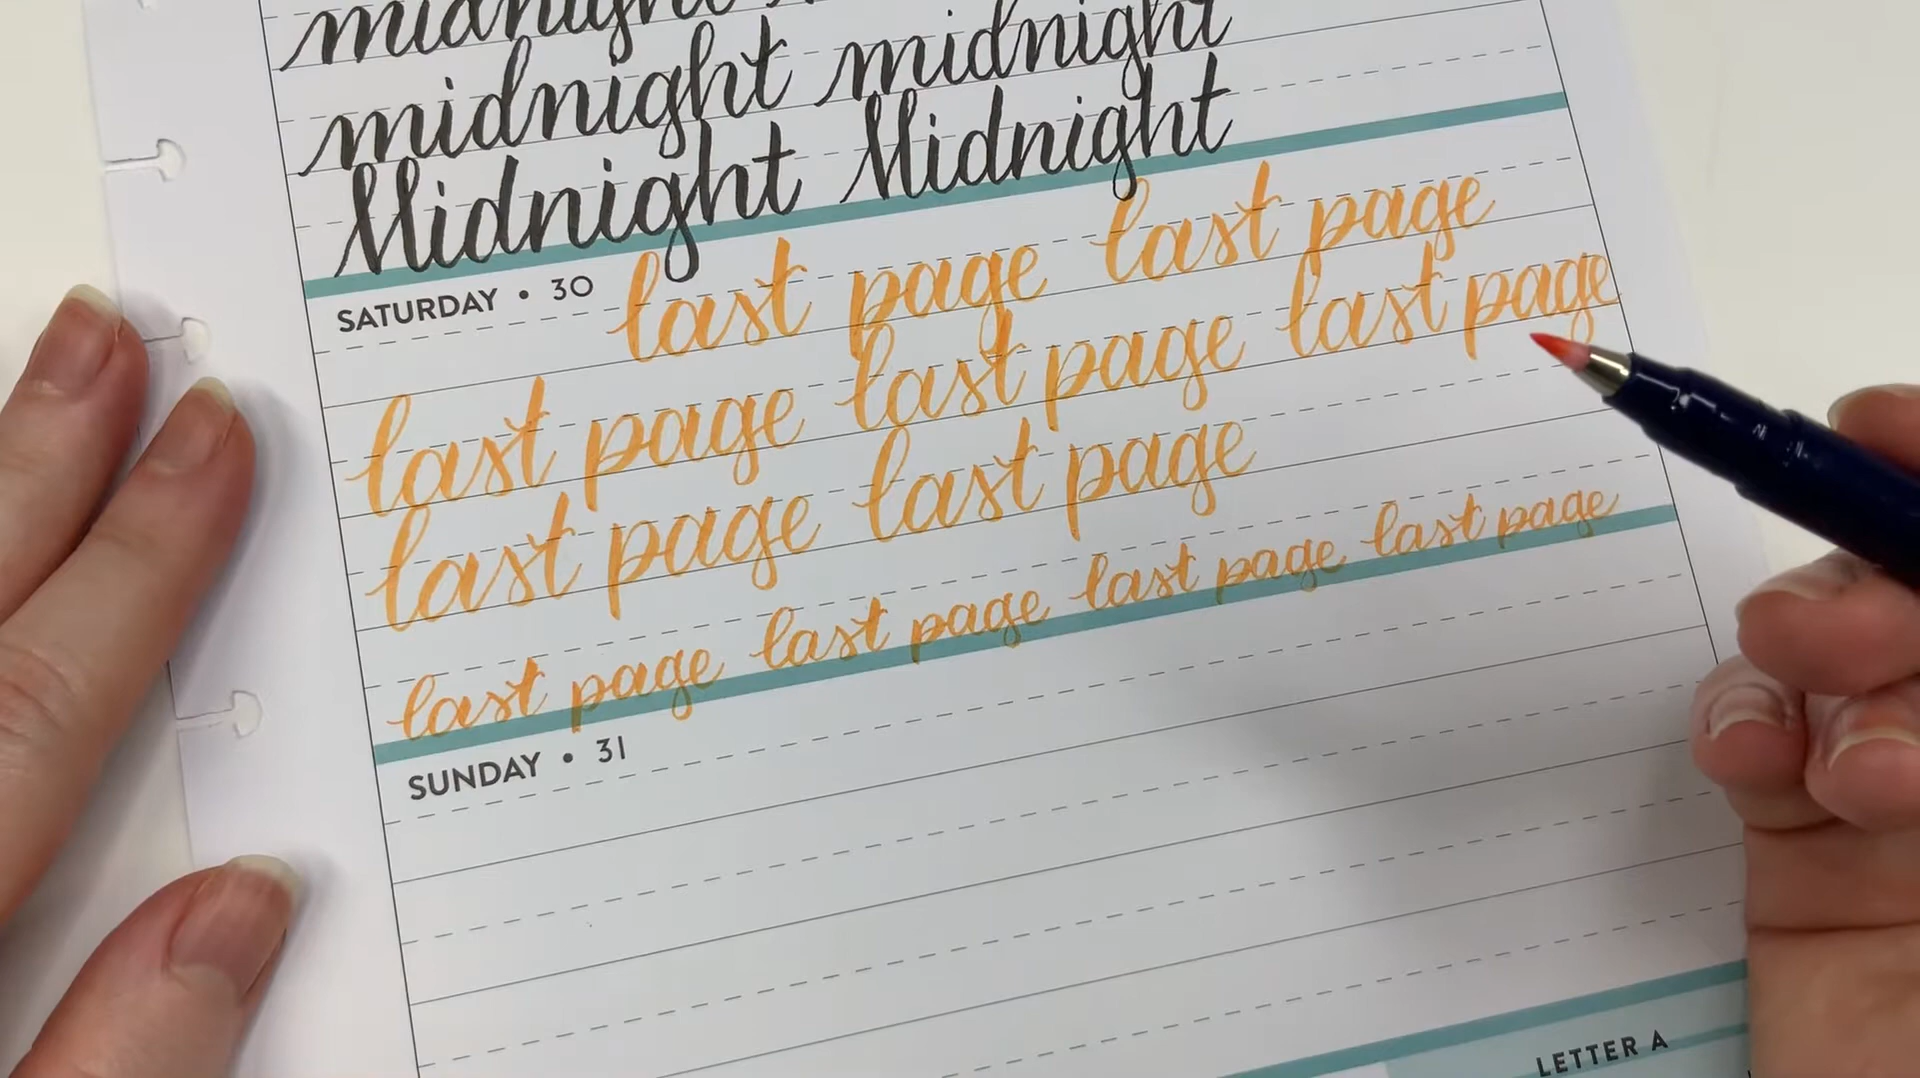 midnight
midnight midnight
Midnight Midnight
SATURDAY • 30 last page last page
last page last page last page
last page last page
last page last page last page last page
SUNDAY • 31
LETTER A